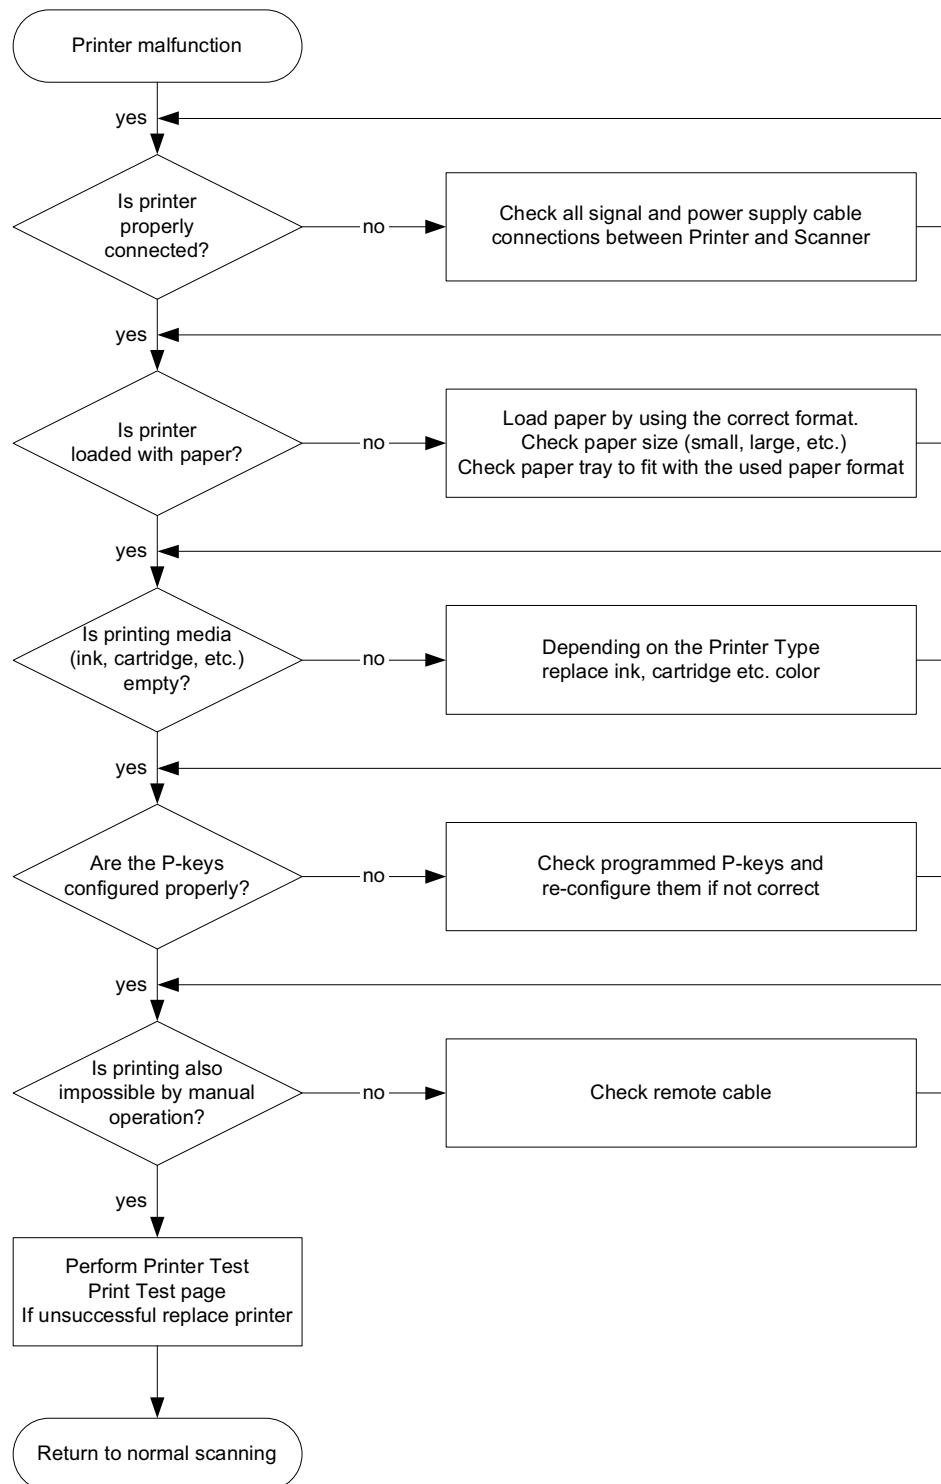 Printer malfunction
yes
Is printer
properly
connected?
no
Check all signal and power supply cable
connections between Printer and Scanner
yes
Is printer
loaded with paper?
no
Load paper by using the correct format.
Check paper size (small, large, etc.)
Check paper tray to fit with the used paper format
yes
Is printing media
(ink, cartridge, etc.)
empty?
no
Depending on the Printer Type
replace ink, cartridge etc. color
yes
Are the P-keys
configured properly?
no
Check programmed P-keys and
re-configure them if not correct
yes
Is printing also
impossible by manual
operation?
no
Check remote cable
yes
Perform Printer Test
Print Test page
If unsuccessful replace printer
Return to normal scanning